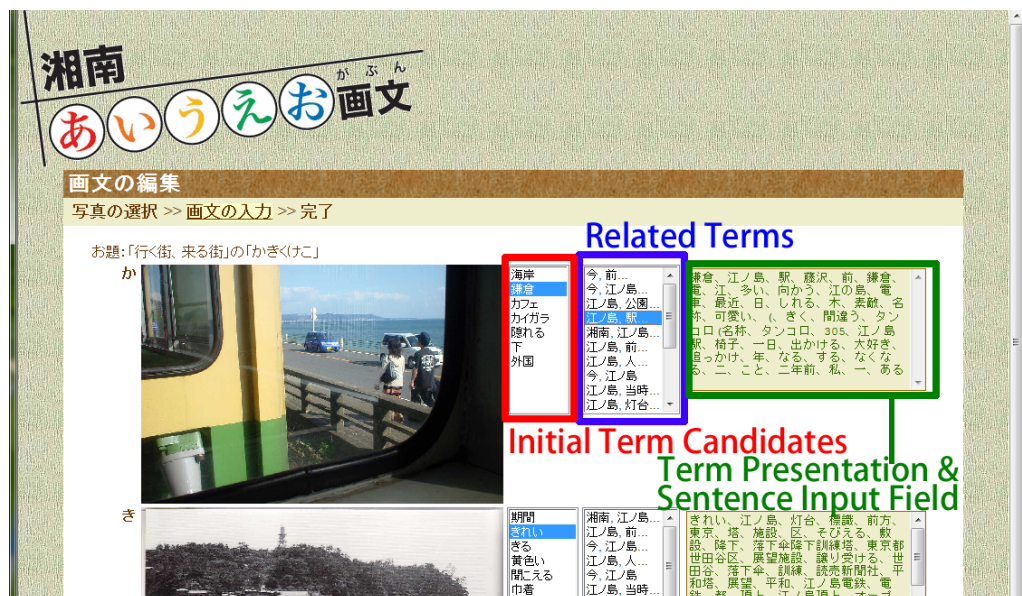 湘南
あいうえお画文
がぶん
画文の編集
写真の選択 >> 画文の入力 >> 完了
Related Terms
お題:「行く街、来る街」の「かきくけこ」
か
海岸
鎌倉
カフェ
カイガラ
隠れる
下
外国
今, 前...
今, 江ノ島...
江ノ島, 公園...
江ノ島, 駅...
湘南, 江ノ島...
江ノ島, 前...
江ノ島, 人...
今, 江ノ島
江ノ島, 当時...
江ノ島, 灯台...
鎌倉、江ノ島、駅、藤沢、前、鎌倉、
電、江、多い、向かう、江の島、電
車、最近、日、しれる、木、素敵、名
称、可愛い、(、きく、間違う、タン
コロ(名称、タンコロ、305、江ノ島
駅、椅子、一日、出かける、大好き、
追っかけ、年、なる、する、なくな
る、二、こと、二年前、私、一、ある
Initial Term Candidates
Term Presentation &
Sentence Input Field
き
期間
きれい
きる
黄色い
聞こえる
巾着
湘南, 江ノ島...
江ノ島, 前...
今, 江ノ島...
江ノ島, 人...
今, 江ノ島
江ノ島, 当時...
きれい、江ノ島、灯台、標識、前方、
東京、塔、施設、区、そびえる、敷
設、降下、落下傘降下訓練塔、東京都
世田谷区、展望施設、譲り受ける、世
田谷、落下傘、訓練、読売新聞社、平
和塔、展望、平和、江ノ島電鉄、電